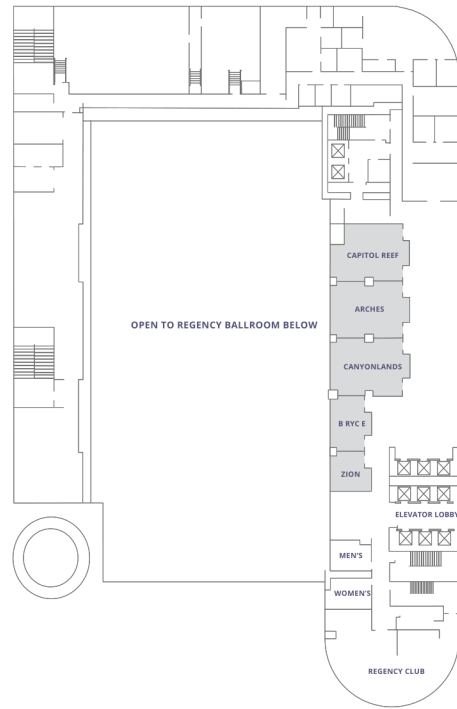 CAPITOL REEF
ARCHES
OPEN TO REGENCY BALLROOM BELOW
CANYONLANDS
B RYC E
ZION
ELEVATOR LOBBY
MEN'S
WOMEN'S
REGENCY CLUB